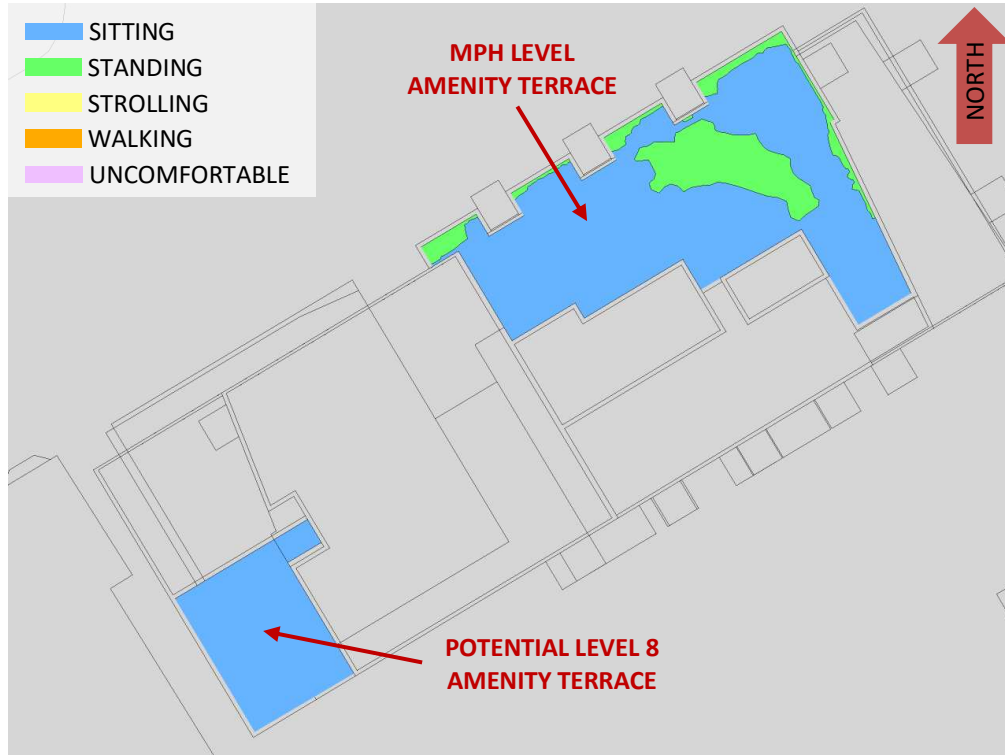 SITTING
STANDING
STROLLING
WALKING
UNCOMFORTABLE
MPH LEVEL
AMENITY TERRACE
NORTH
POTENTIAL LEVEL 8
AMENITY TERRACE